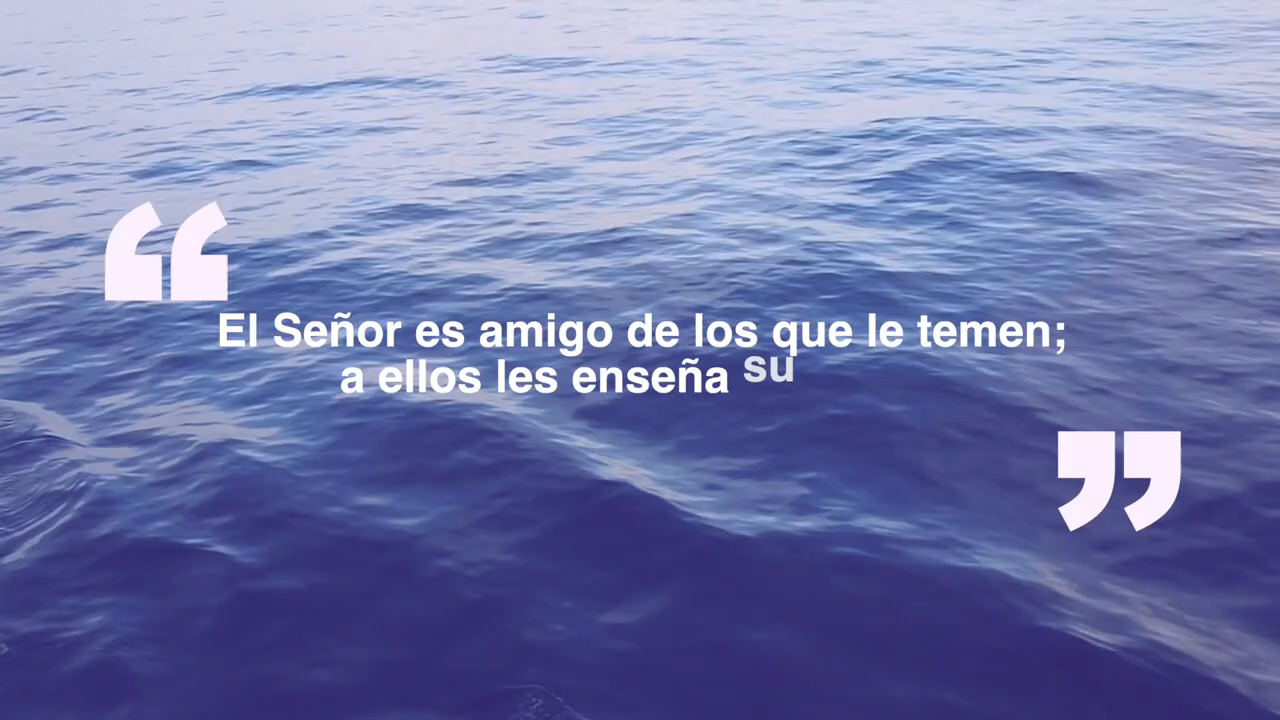 “
El Señor es amigo de los que le temen;
a ellos les enseña su
”